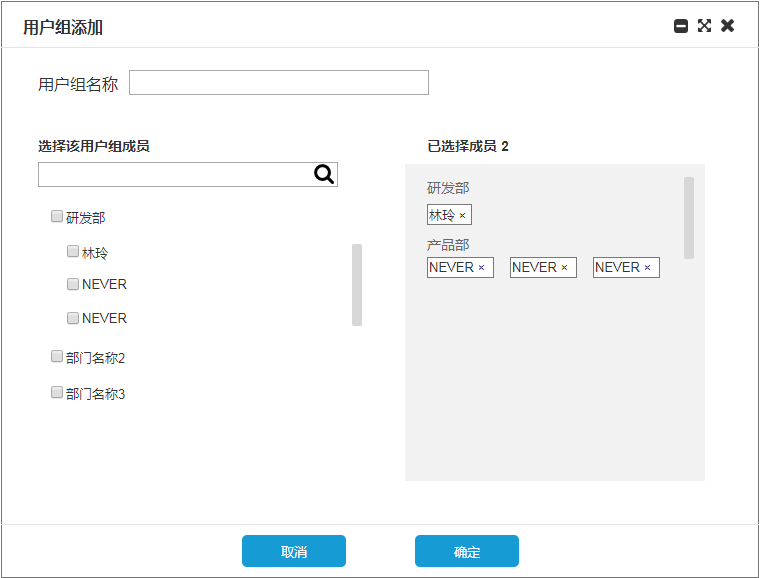 用户组添加
用户组名称
选择该用户组成员
研发部
林玲
NEVER
NEVER
部门名称2
部门名称3
已选择成员 2
研发部
林玲 ×
产品部
NEVER × NEVER × NEVER ×
取消 确定